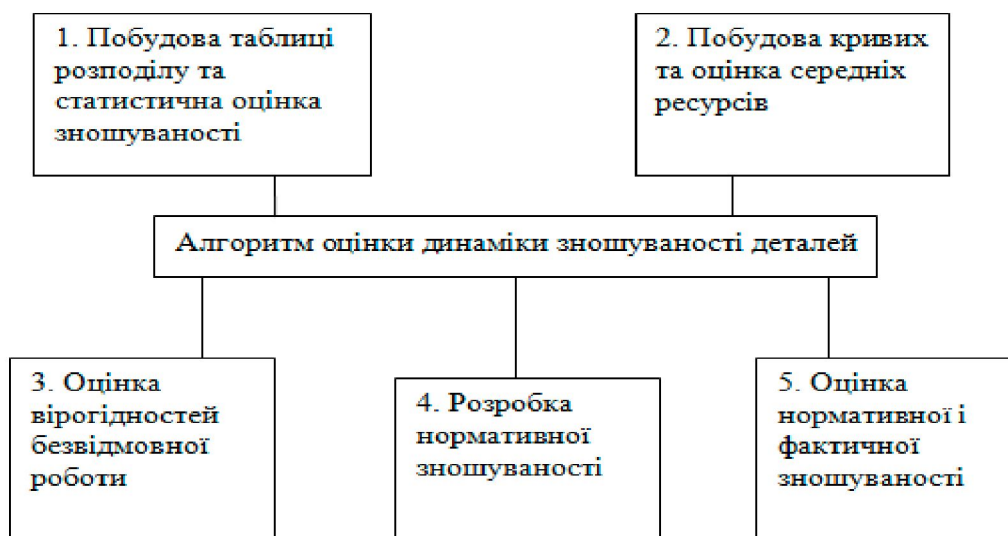 1. Побудова таблиці
розподілу та
статистична оцінка
зношуваності
2. Побудова кривих
та оцінка середніх
ресурсів
Алгоритм оцінки динаміки зношуваності деталей
3. Оцінка
вірогідностей
безвідмовної
роботи
4. Розробка
нормативної
зношуваності
5. Оцінка
нормативної і
фактичної
зношуваності